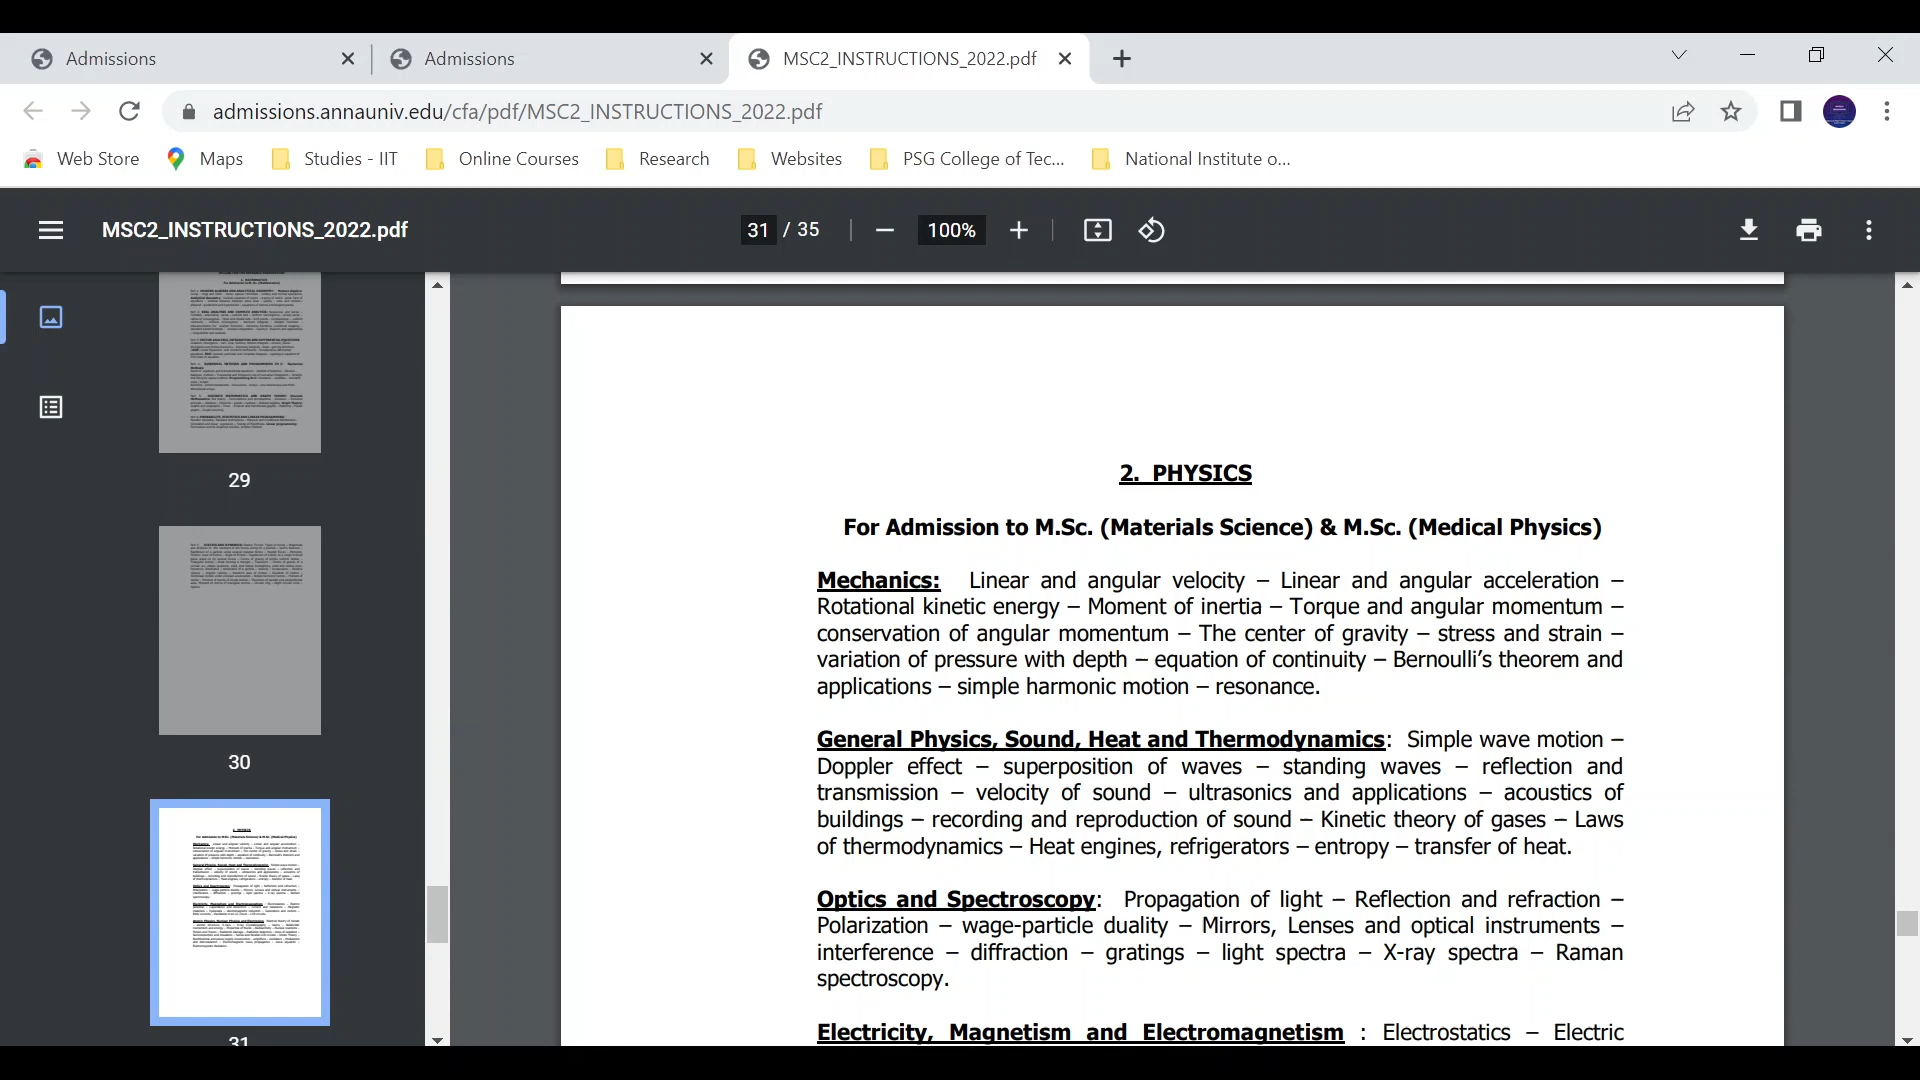 Admissions
Admissions
MSC2_INSTRUCTIONS_2022.pdf
admissions.annauniv.edu/cfa/pdf/MSC2_INSTRUCTIONS_2022.pdf
Web Store
Maps
Studies - IIT
Online Courses
Research
Websites
PSG College of Tec...
National Institute o...
MSC2_INSTRUCTIONS_2022.pdf
31 / 35
100%
29
30
31
2. PHYSICS
For Admission to M.Sc. (Materials Science) & M.Sc. (Medical Physics)
Mechanics: Linear and angular velocity – Linear and angular acceleration –
Rotational kinetic energy – Moment of inertia – Torque and angular momentum –
conservation of angular momentum – The center of gravity – stress and strain –
variation of pressure with depth – equation of continuity – Bernoulli's theorem and
applications – simple harmonic motion – resonance.
General Physics, Sound, Heat and Thermodynamics: Simple wave motion –
Doppler effect – superposition of waves – standing waves – reflection and
transmission – velocity of sound – ultrasonics and applications – acoustics of
buildings – recording and reproduction of sound – Kinetic theory of gases – Laws
of thermodynamics – Heat engines, refrigerators – entropy – transfer of heat.
Optics and Spectroscopy: Propagation of light – Reflection and refraction –
Polarization – wage-particle duality – Mirrors, Lenses and optical instruments –
interference – diffraction – gratings – light spectra – X-ray spectra – Raman
spectroscopy.
Electricity, Magnetism and Electromagnetism : Electrostatics – Electric